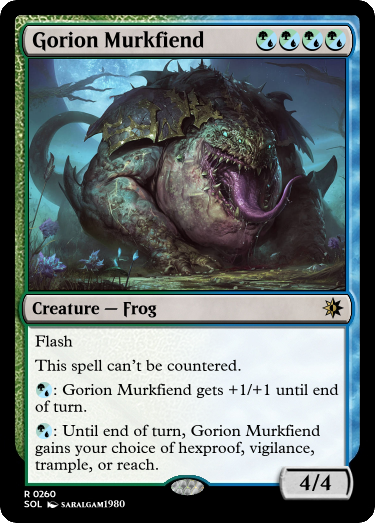 Gorion Murkfiend
Creature — Frog
Flash
This spell can't be countered.
: Gorion Murkfiend gets +1/+1 until end
of turn.
: Until end of turn, Gorion Murkfiend
gains your choice of hexproof, vigilance,
trample, or reach.
4/4
R 0260
SOL SARALGAM1980